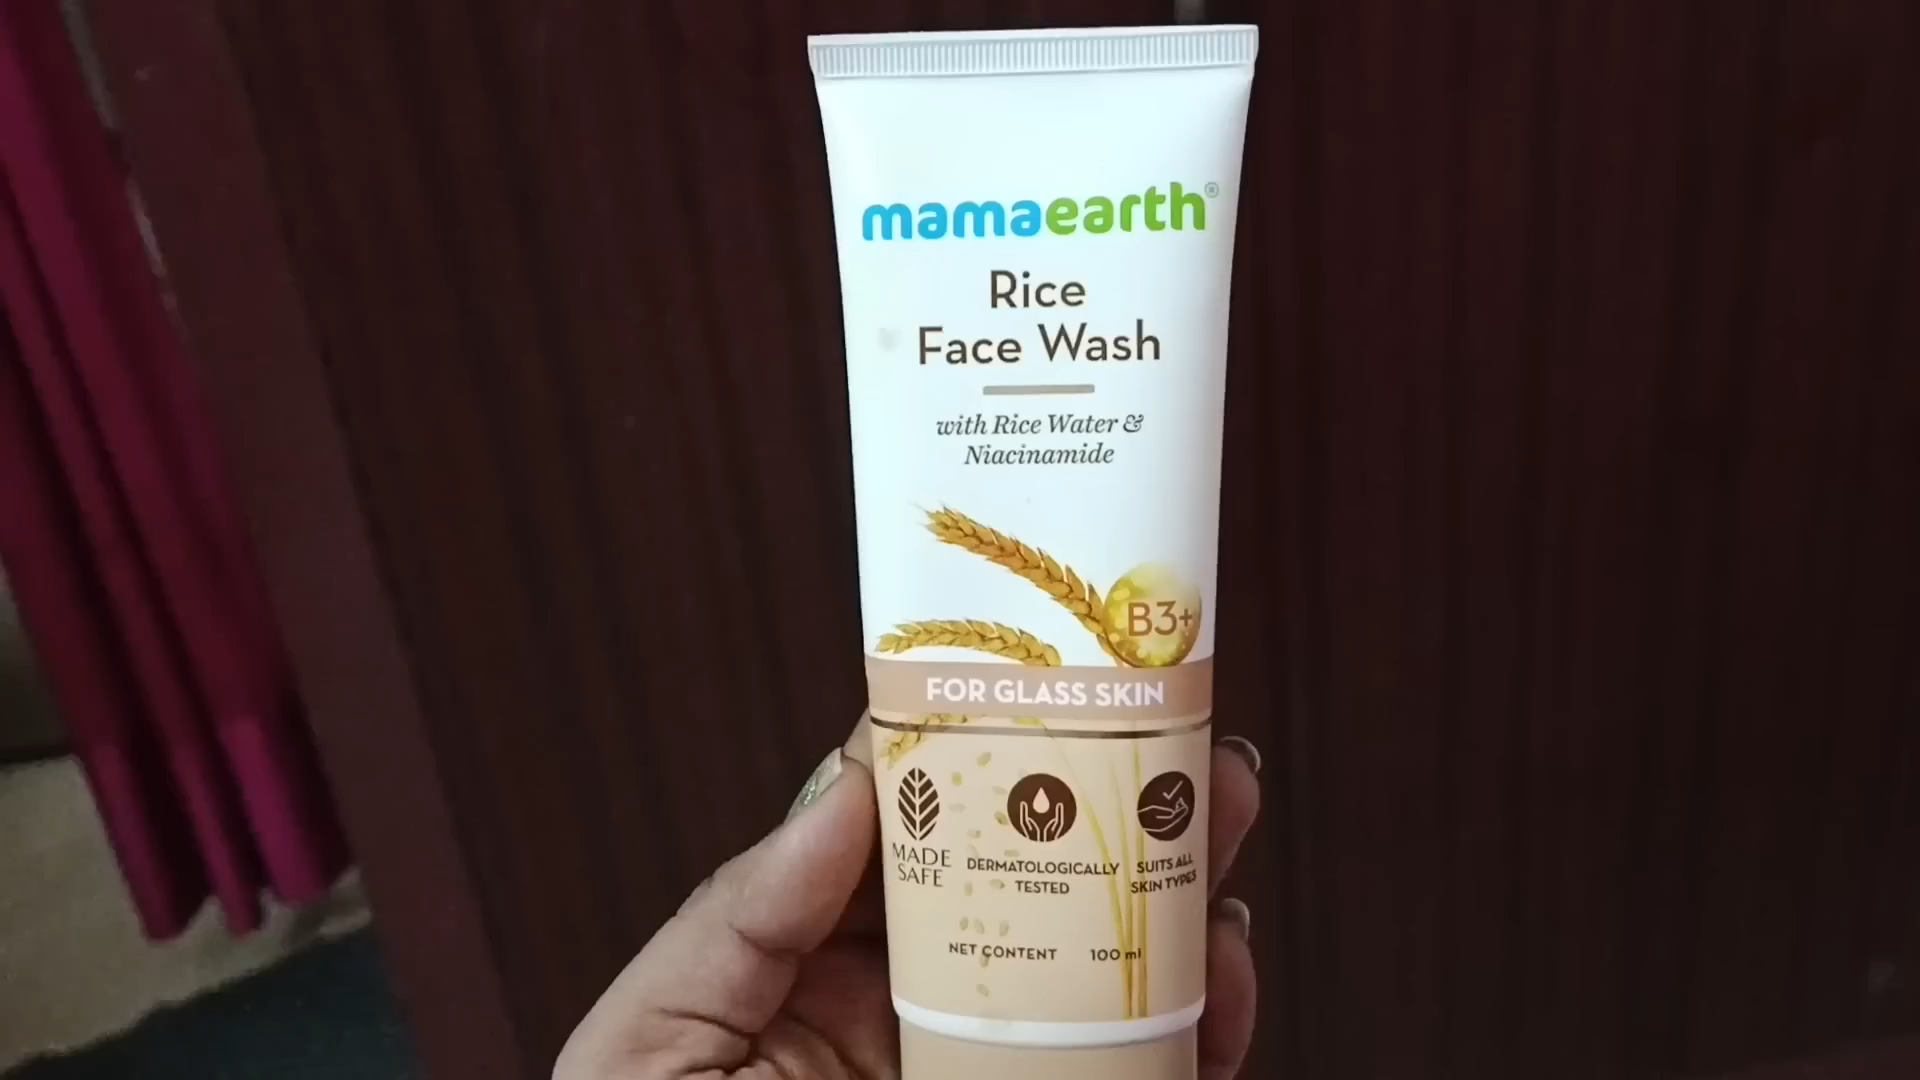 mamaearth®
Rice
Face Wash
with Rice Water &
Niacinamide
B3+
FOR GLASS SKIN
MADE
SAFE
DERMATOLOGICALLY
TESTED
SUITS ALL
SKIN TYPES
NET CONTENT 100 ml